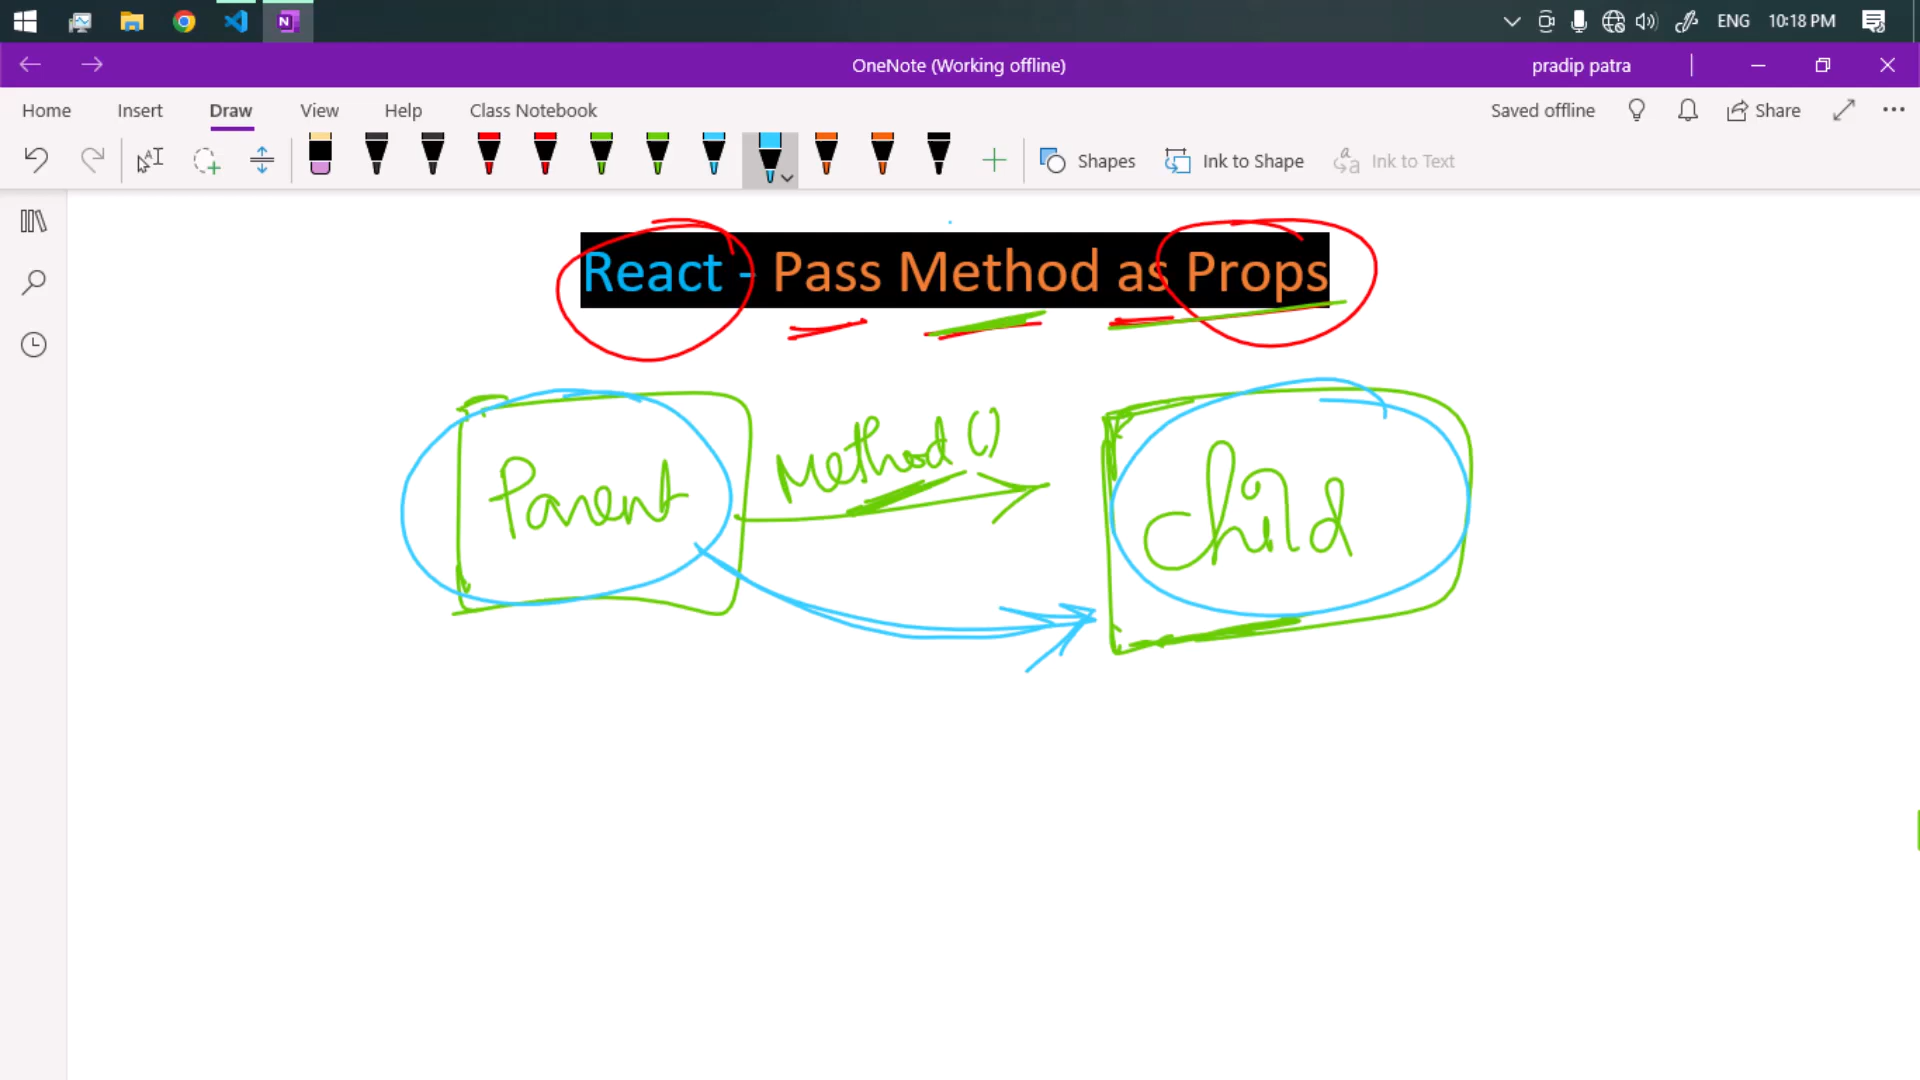 ENG 10:18 PM
OneNote (Working offline)
pradip patra
Home Insert Draw View Help Class Notebook
Saved offline Share
Shapes Ink to Shape Ink to Text
React - Pass Method as Props
Method ()
Parent
child